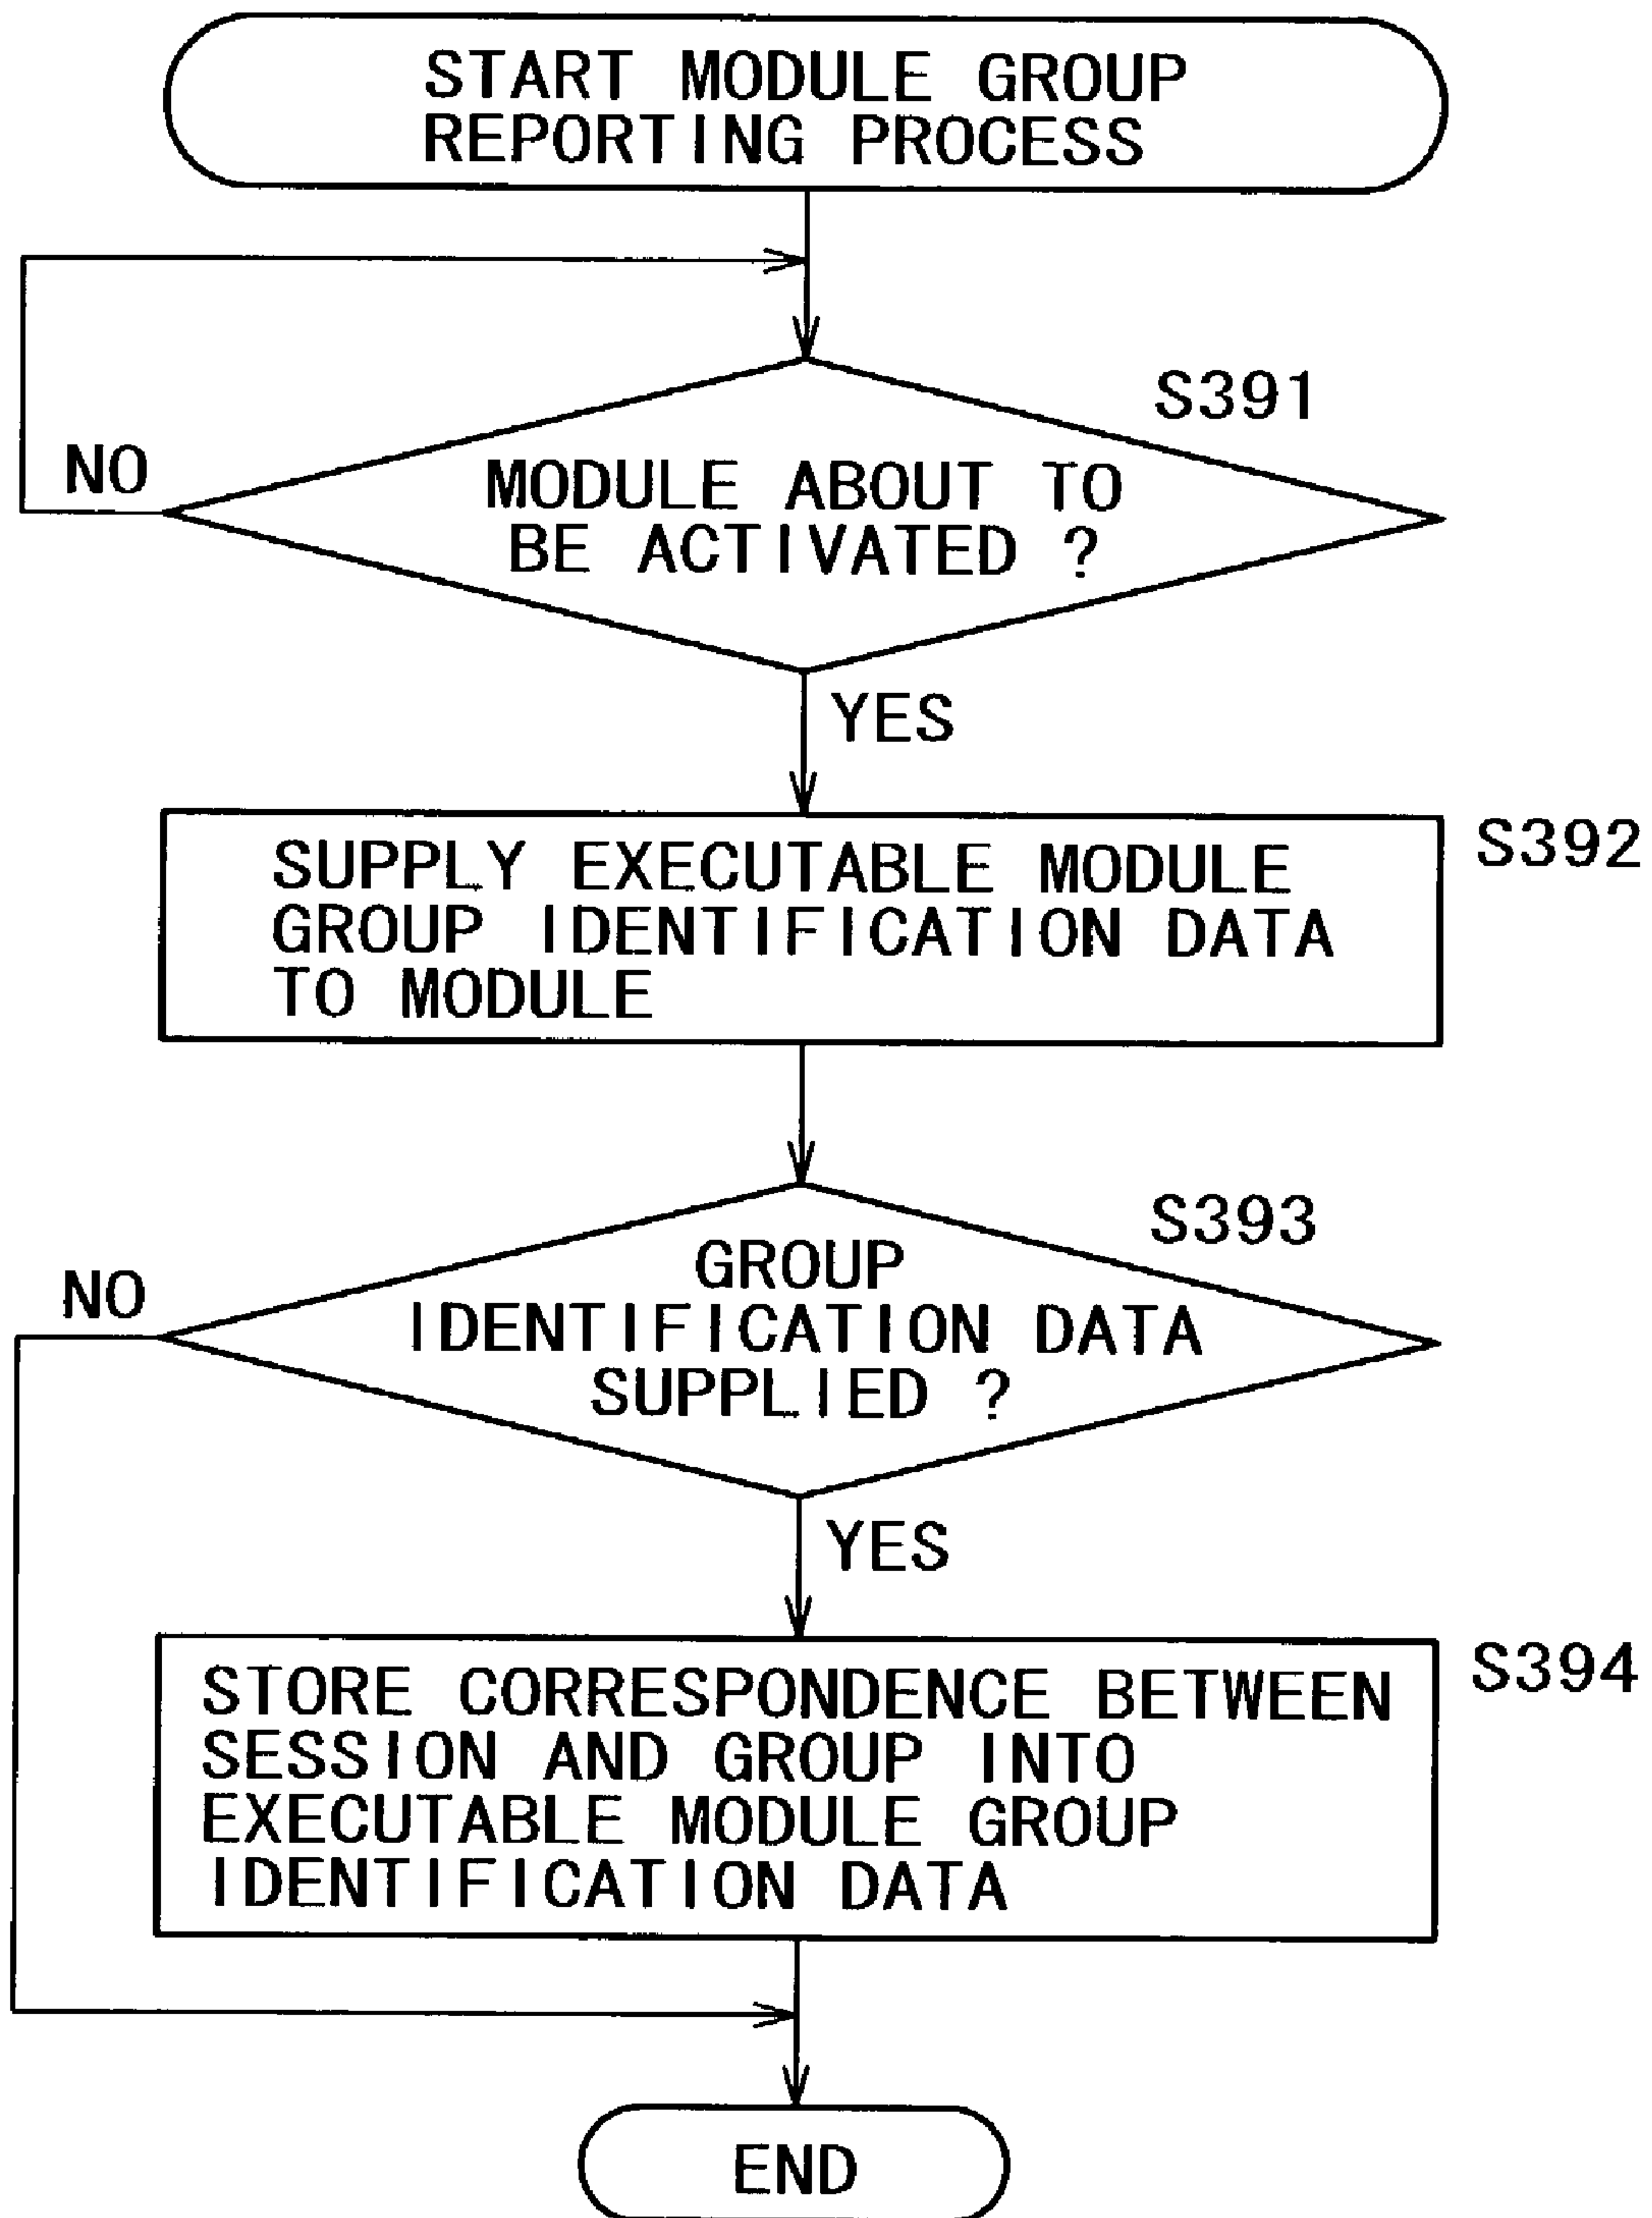 START MODULE GROUP
REPORTING PROCESS
S391
NO
MODULE ABOUT TO
BE ACTIVATED ?
YES
S392
SUPPLY EXECUTABLE MODULE
GROUP IDENTIFICATION DATA
TO MODULE
S393
NO
GROUP
IDENTIFICATION DATA
SUPPLIED ?
YES
S394
STORE CORRESPONDENCE BETWEEN
SESSION AND GROUP INTO
EXECUTABLE MODULE GROUP
IDENTIFICATION DATA
END